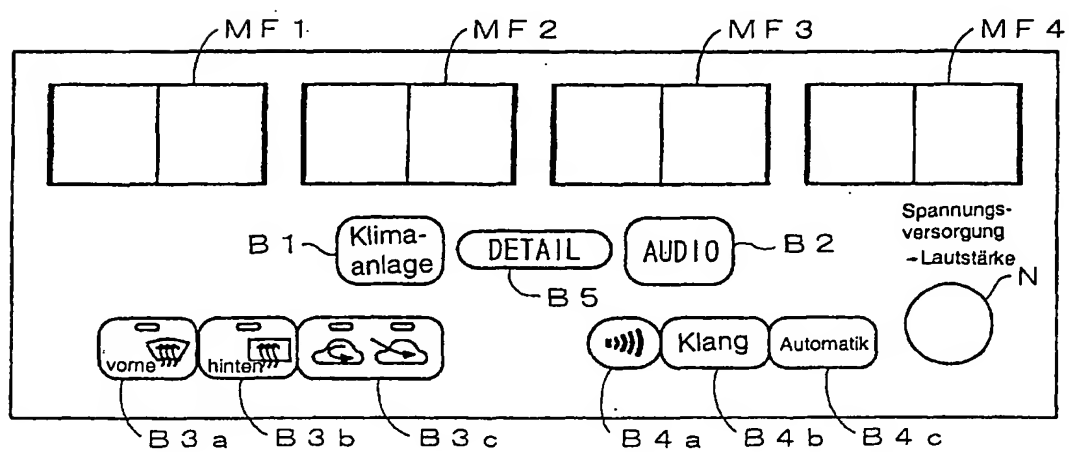 MF1
MF2
MF3
MF4
Spannungs-
versorgung
-Lautstärke
B1
Klima-
anlage
DETAIL
AUDIO
B2
N
B5
vorne
hinten
Klang
Automatik
B3a
B3b
B3c
B4a
B4b
B4c